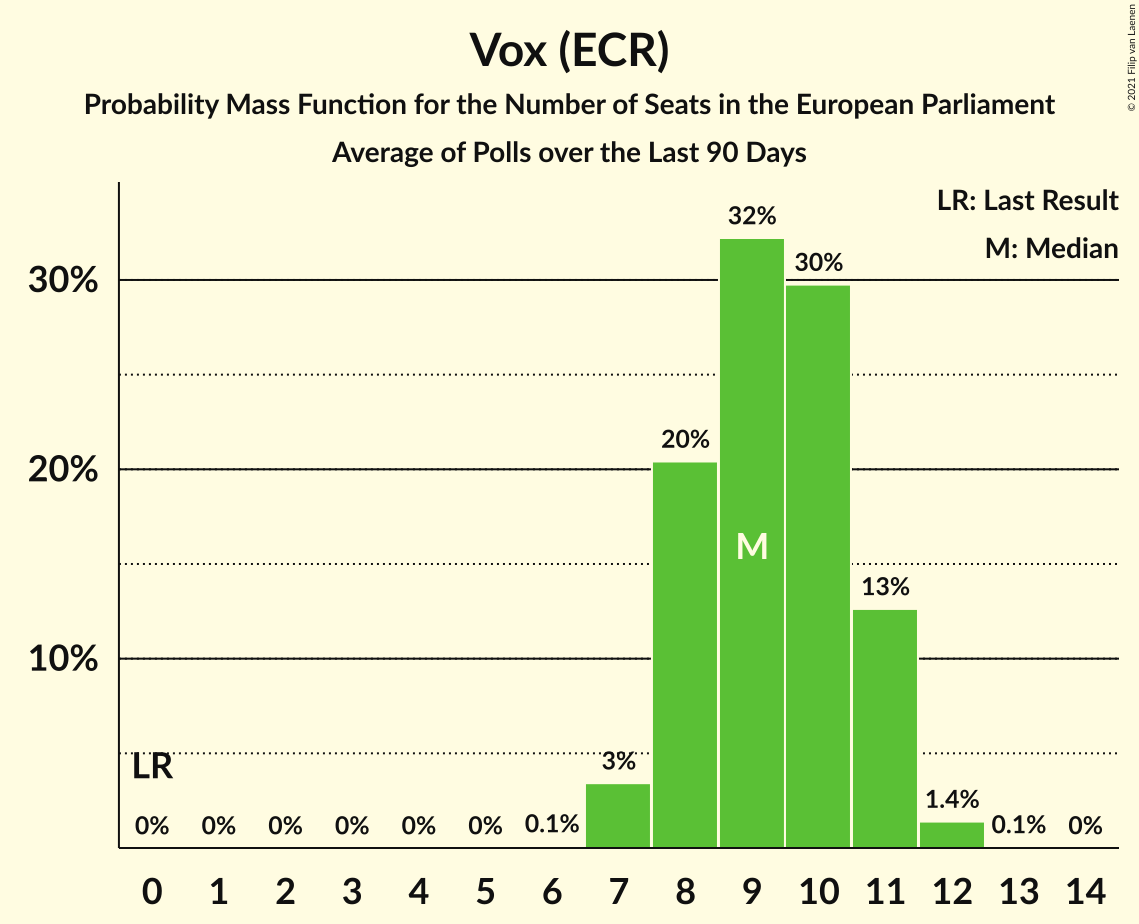 Vox (ECR)
Probability Mass Function for the Number of Seats in the European Parliament
Average of Polls over the Last 90 Days
© 2021 Filip van Laenen
LR: Last Result
M: Median
32%
30%
30%
20%
20%
M
13%
10%
LR
3%
1.4%
0% 0% 0% 0% 0% 0% 0.1% 0.1% 0%
0 1 2 3 4 5 6 7 8 9 10 11 12 13 14